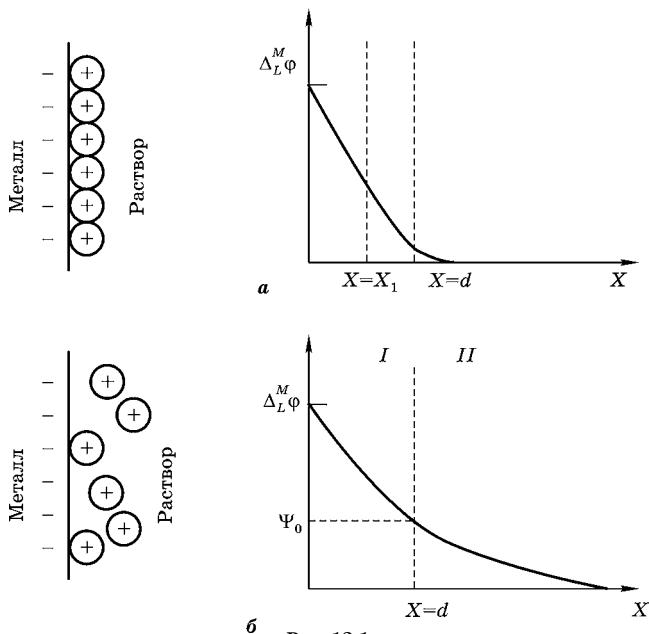 Металл
– + 
– + 
– + 
– + 
– + 
– +
Раствор
Δ_L^M φ
X=X₁
X=d
X
а
Металл
– + 
– + 
– + 
– + 
– + 
– +
Раствор
I
II
Δ_L^M φ
Ψ₀
X=d
X
б